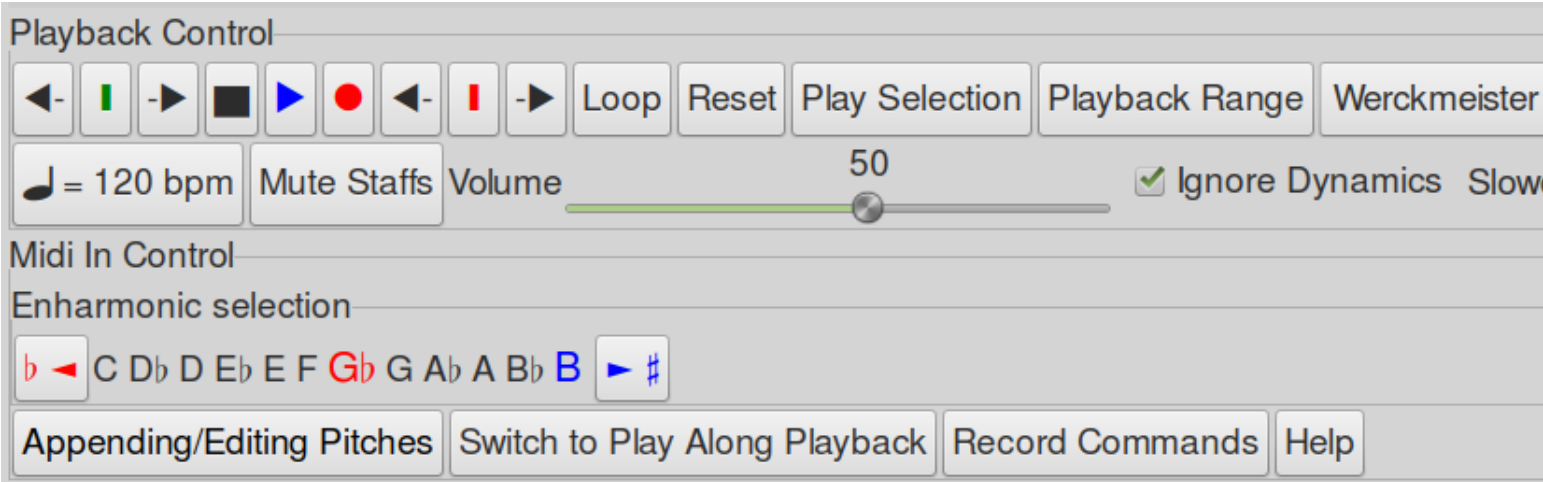 Playback Control
Loop Reset Play Selection Playback Range Werckmeister
= 120 bpm Mute Staffs Volume 50 Ignore Dynamics
Midi In Control
Enharmonic selection
♭ C D♭ D E♭ E F G♭ G A♭ A B♭ B ♯
Appending/Editing Pitches Switch to Play Along Playback Record Commands Help